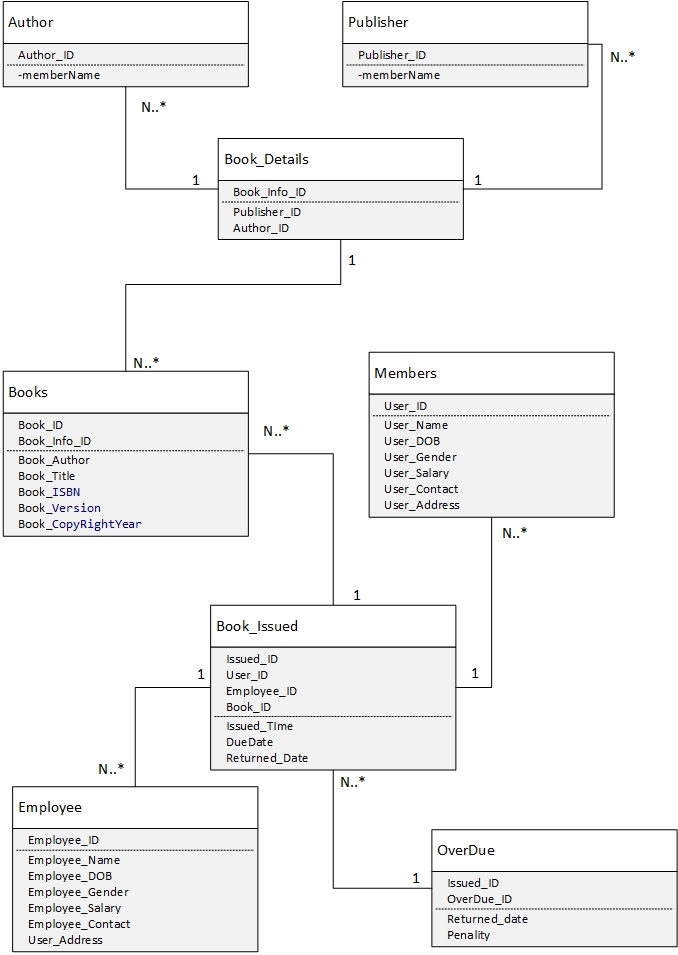 Author
Author_ID
-memberName
N..*
1
Publisher
Publisher_ID
-memberName
N..*
1
Book_Details
Book_Info_ID
Publisher_ID
Author_ID
1
N..*
Books
Book_ID
Book_Info_ID
Book_Author
Book_Title
Book_ISBN
Book_Version
Book_CopyRightYear
N..*
1
Members
User_ID
User_Name
User_DOB
User_Gender
User_Salary
User_Contact
User_Address
N..*
1
Book_Issued
Issued_ID
User_ID
Employee_ID
Book_ID
Issued_TIme
DueDate
Returned_Date
1
N..*
Employee
Employee_ID
Employee_Name
Employee_DOB
Employee_Gender
Employee_Salary
Employee_Contact
User_Address
N..*
1
OverDue
Issued_ID
OverDue_ID
Returned_date
Penality